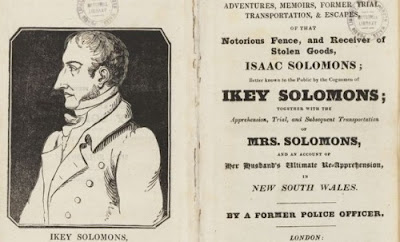 IKEY SOLOMONS,
ADVENTURES, MEMOIRS, FORMER TRIAL,
TRANSPORTATION, & ESCAPES,
OF THAT
Notorious Fence, and Receiver of
Stolen Goods,
ISAAC SOLOMONS;
Better known to the Public by the Cognomen of
IKEY SOLOMONS;
TOGETHER WITH THE
Apprehension, Trial, and Subsequent Transportation
OF
MRS. SOLOMONS,
AND AN ACCOUNT OF
Her Husband's Ultimate Re-Apprehension,
IN
NEW SOUTH WALES.
BY A FORMER POLICE OFFICER.
LONDON: